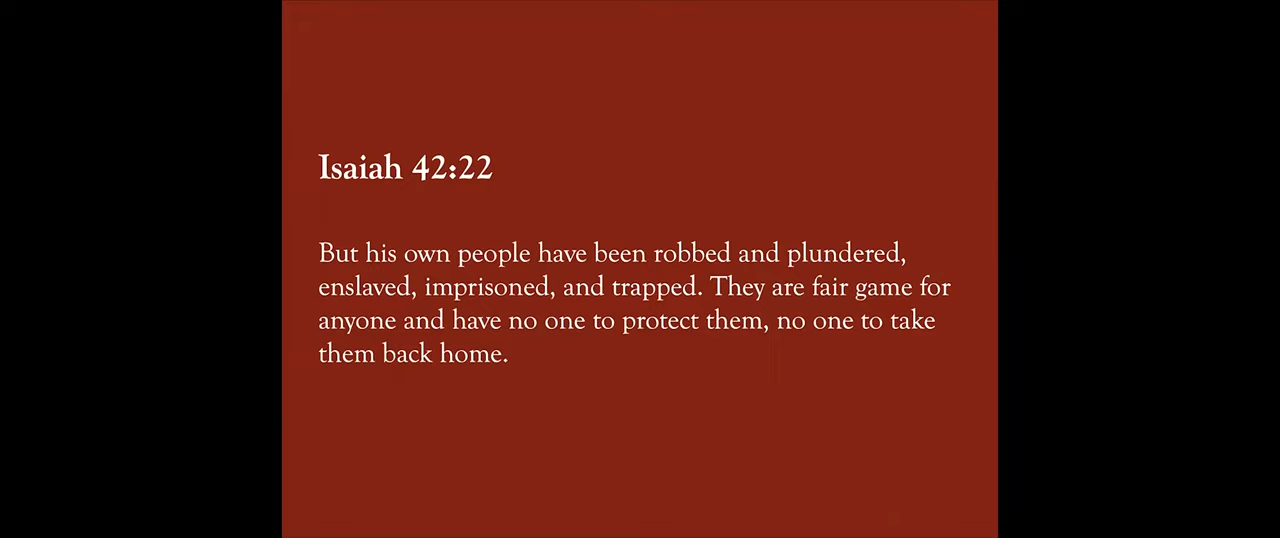 Isaiah 42:22
But his own people have been robbed and plundered,
enslaved, imprisoned, and trapped. They are fair game for
anyone and have no one to protect them, no one to take
them back home.